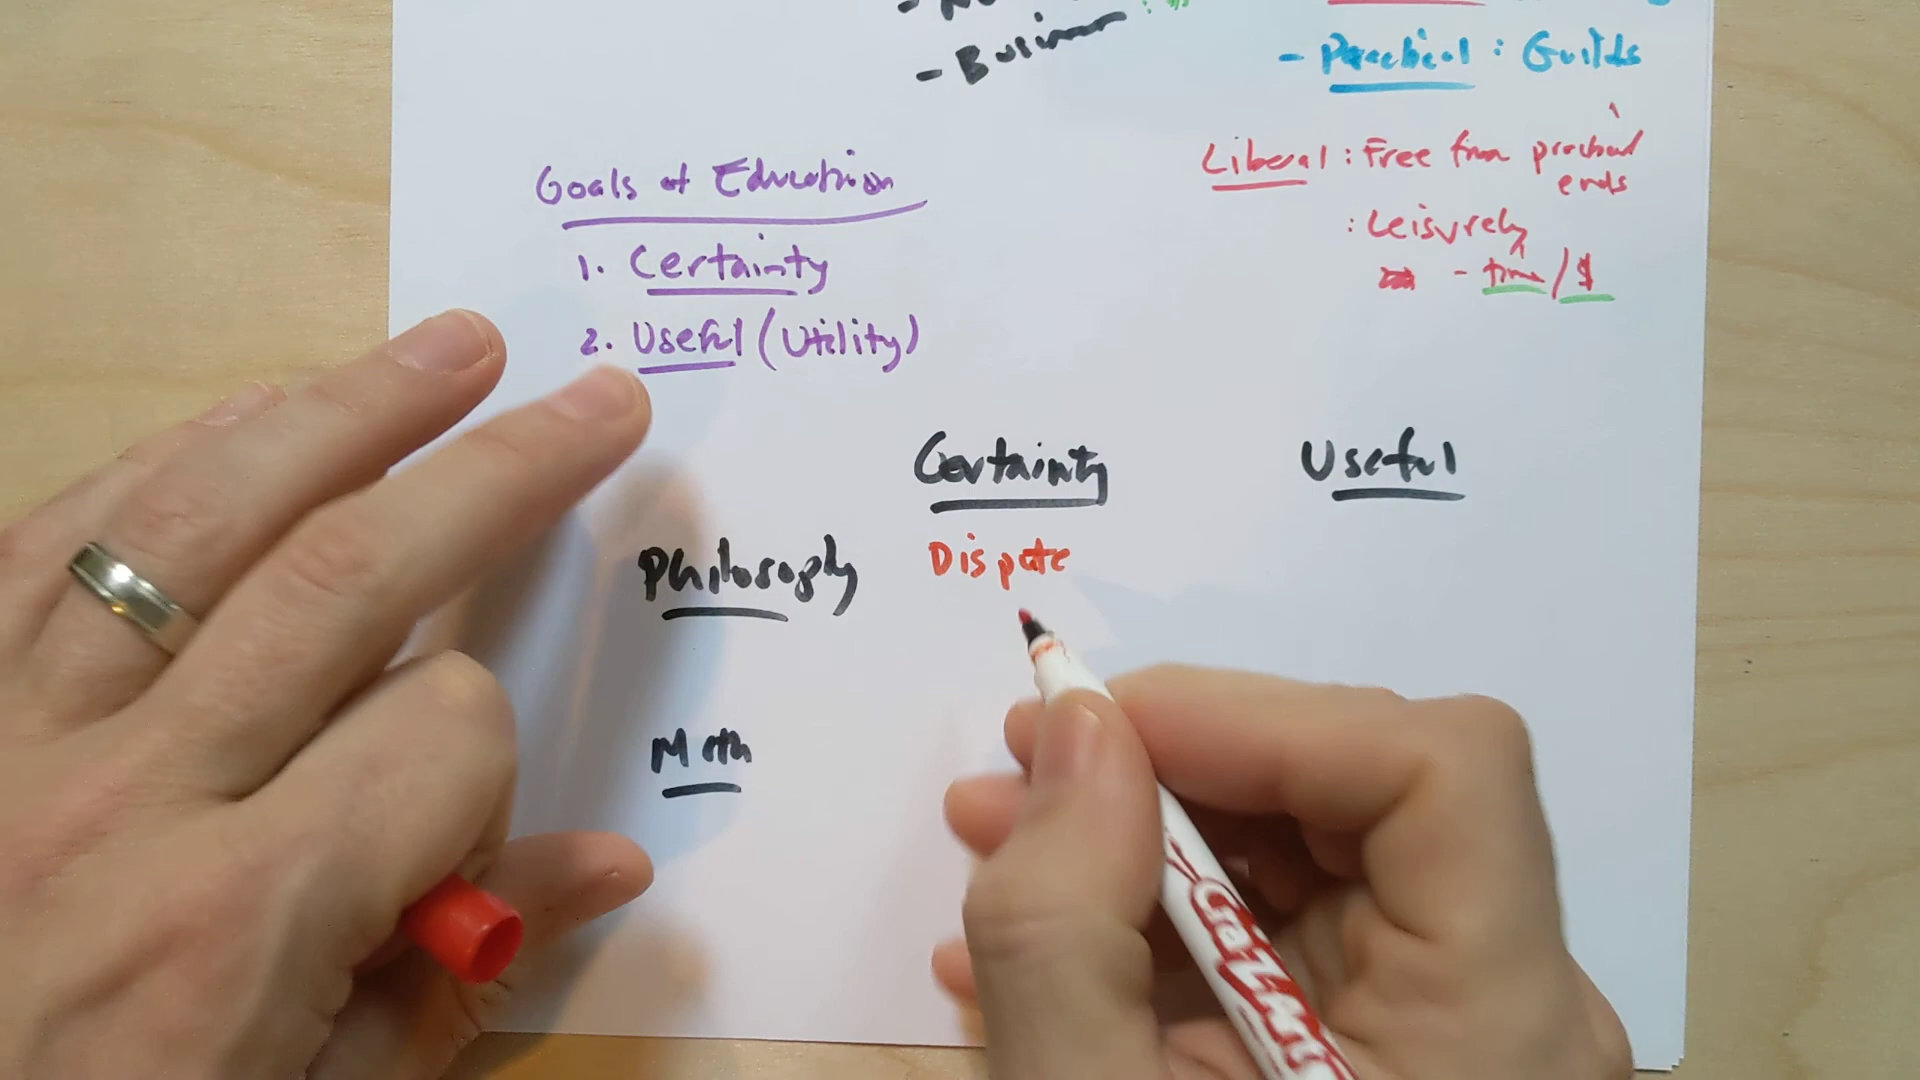 - Business
- Practical : Guilds
Goals of Education
1. Certainty
2. Useful (Utility)
Liberal : Free from practical
ends
: Leisurely
- time / $
Certainty Useful
Philosophy Dispute
Math